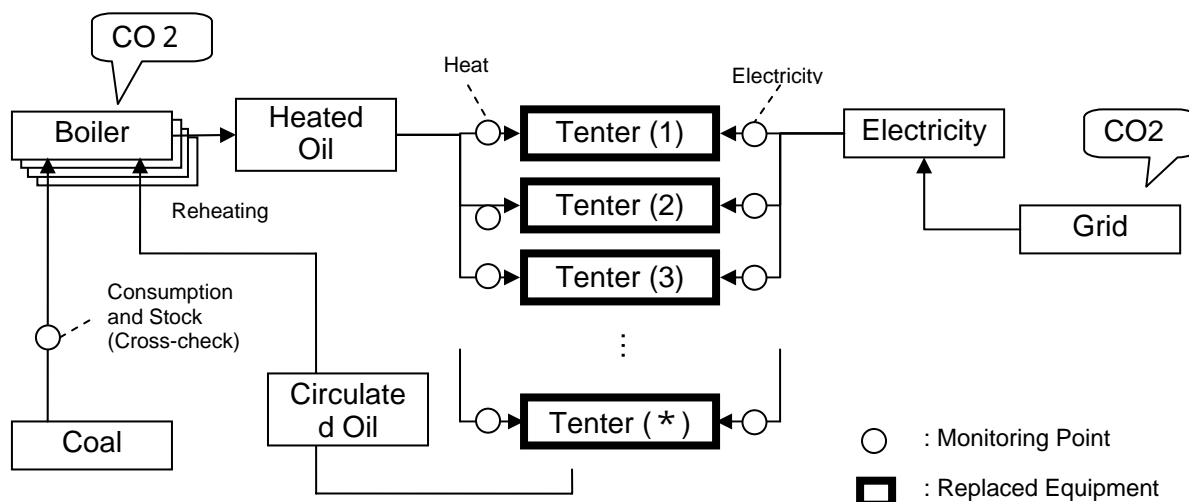 CO 2
Heat
Electricity
Boiler
Heated
Oil
Tenter (1)
Electricity
CO2
Reheating
Tenter (2)
Grid
Tenter (3)
Consumption
and Stock
(Cross-check)
⋮
Circulate
d Oil
Tenter (*)
Coal
: Monitoring Point
: Replaced Equipment